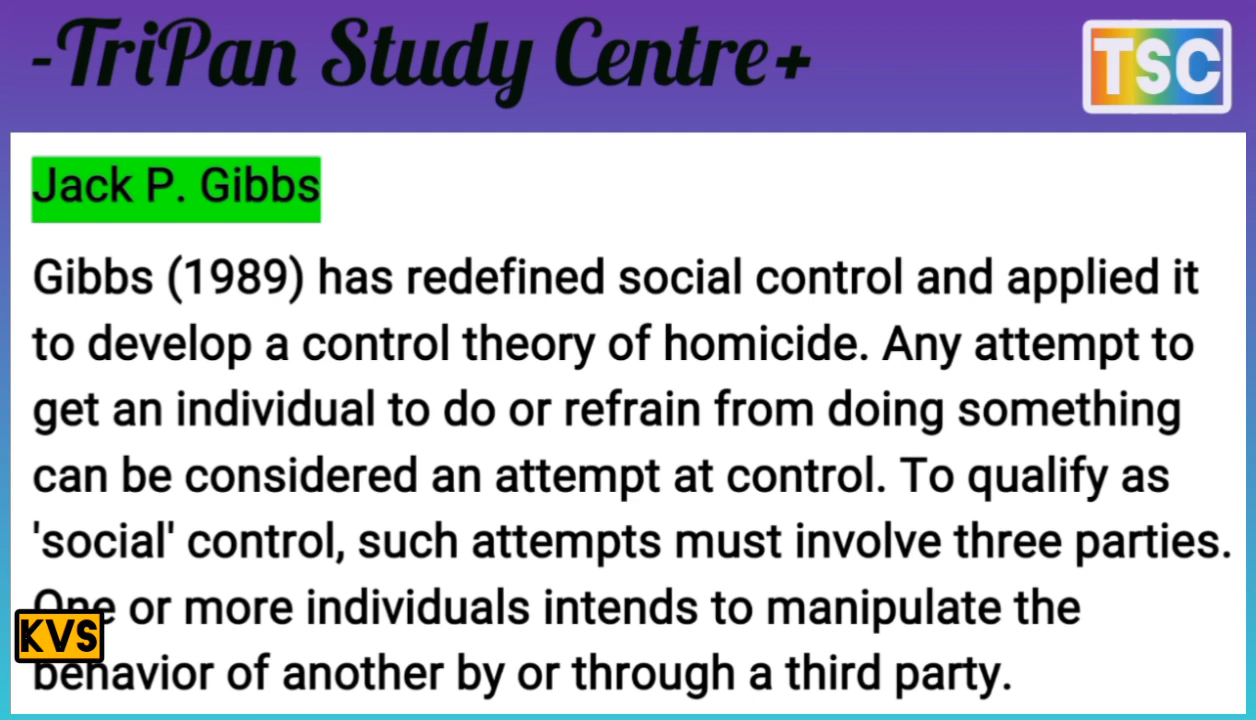 -TriPan Study Centre+
TSC
Jack P. Gibbs
Gibbs (1989) has redefined social control and applied it
to develop a control theory of homicide. Any attempt to
get an individual to do or refrain from doing something
can be considered an attempt at control. To qualify as
'social' control, such attempts must involve three parties.
One or more individuals intends to manipulate the
KVS
behavior of another by or through a third party.